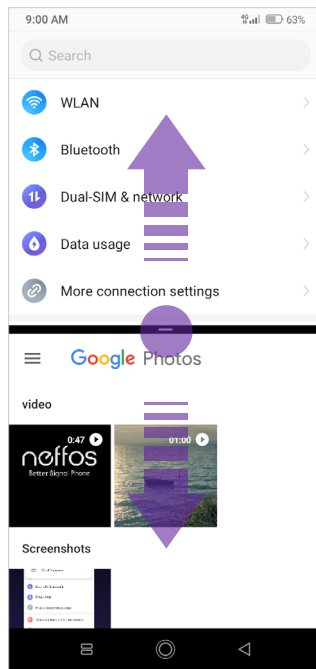 9:00 AM 4G 63%
Search
WLAN
Bluetooth
Dual-SIM & network
Data usage
More connection settings
Google Photos
video
0:47
neffos
Better Signal Phone
01:00
Screenshots